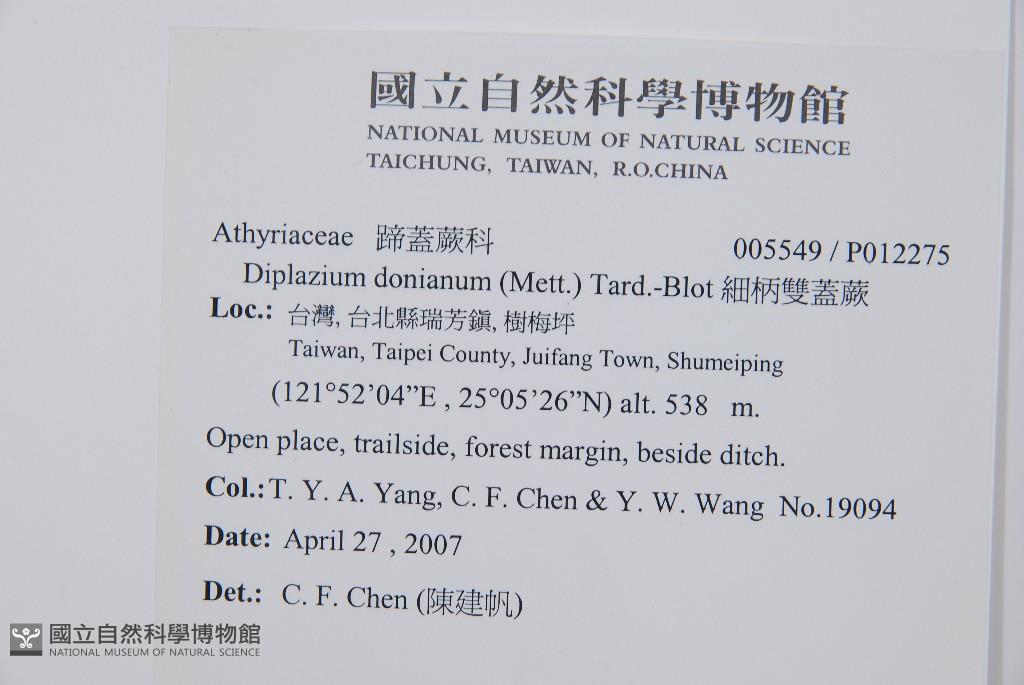 國立自然科學博物館
NATIONAL MUSEUM OF NATURAL SCIENCE
TAICHUNG, TAIWAN, R.O.CHINA
Athyriaceae 蹄蓋蕨科 005549 / P012275
Diplazium donianum (Mett.) Tard.-Blot 細柄雙蓋蕨
Loc.: 台灣, 台北縣瑞芳鎮, 樹梅坪
Taiwan, Taipei County, Juifang Town, Shumeiping
(121°52’04”E , 25°05’26”N) alt. 538 m.
Open place, trailside, forest margin, beside ditch.
Col.: T. Y. A. Yang, C. F. Chen & Y. W. Wang No.19094
Date: April 27 , 2007
Det.: C. F. Chen (陳建帆)
國立自然科學博物館
NATIONAL MUSEUM OF NATURAL SCIENCE